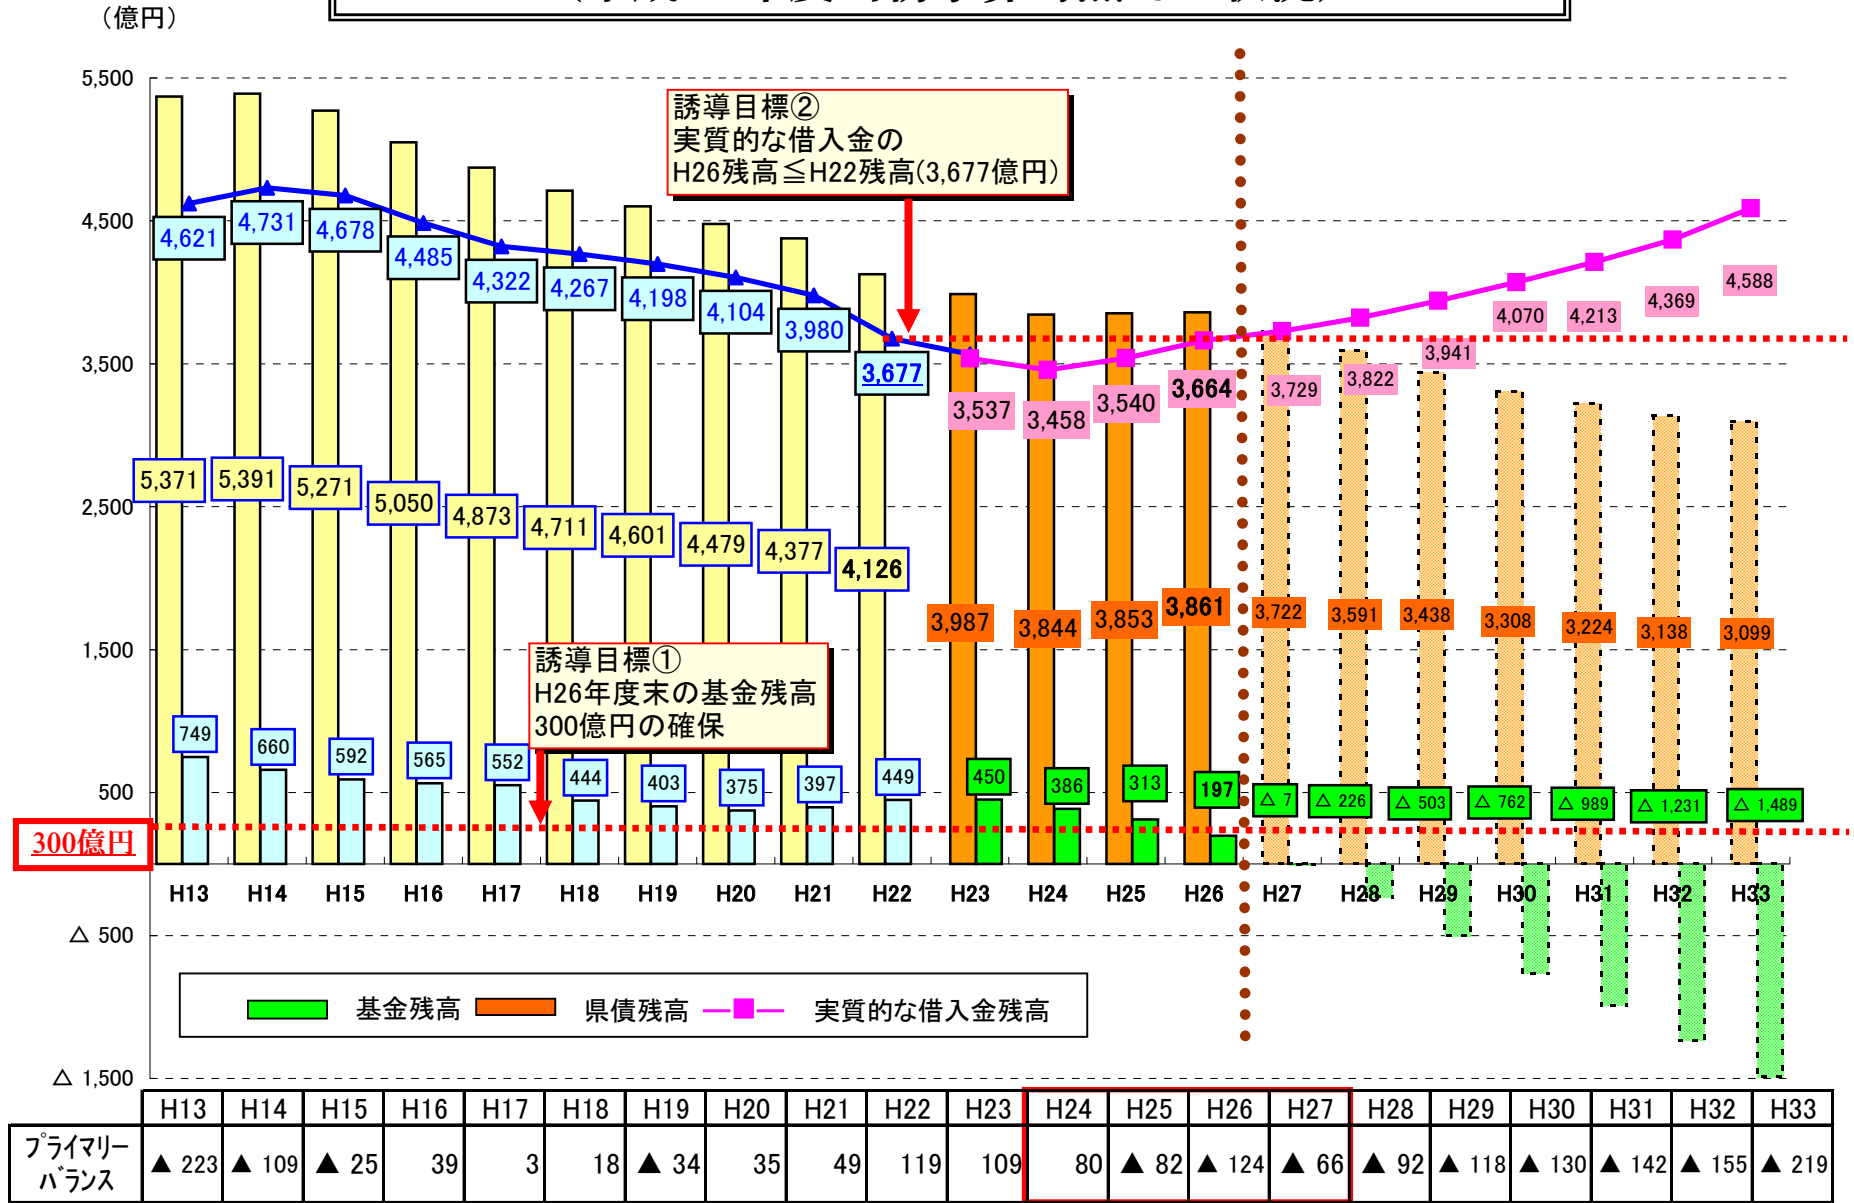 （億円）
5,500
4,500
3,500
2,500
1,500
500
△ 500
△ 1,500
300億円
誘導目標②
実質的な借入金の
H26残高≦H22残高(3,677億円)
誘導目標①
H26年度末の基金残高
300億円の確保
4,621 4,731 4,678 4,485 4,322 4,267 4,198 4,104 3,980 3,677 3,537 3,458 3,540 3,664 3,729 3,822 3,941 4,070 4,213 4,369 4,588
5,371 5,391 5,271 5,050 4,873 4,711 4,601 4,479 4,377 4,126 3,987 3,844 3,853 3,861 3,722 3,591 3,438 3,308 3,224 3,138 3,099
749 660 592 565 552 444 403 375 397 449 450 386 313 197 △ 7 △ 226 △ 503 △ 762 △ 989 △ 1,231 △ 1,489
H13 H14 H15 H16 H17 H18 H19 H20 H21 H22 H23 H24 H25 H26 H27 H28 H29 H30 H31 H32 H33
基金残高 県債残高 実質的な借入金残高
H13 H14 H15 H16 H17 H18 H19 H20 H21 H22 H23 H24 H25 H26 H27 H28 H29 H30 H31 H32 H33
プライマリー
バランス
▲ 223 ▲ 109 ▲ 25 39 3 18 ▲ 34 35 49 119 109 80 ▲ 82 ▲ 124 ▲ 66 ▲ 92 ▲ 118 ▲ 130 ▲ 142 ▲ 155 ▲ 219